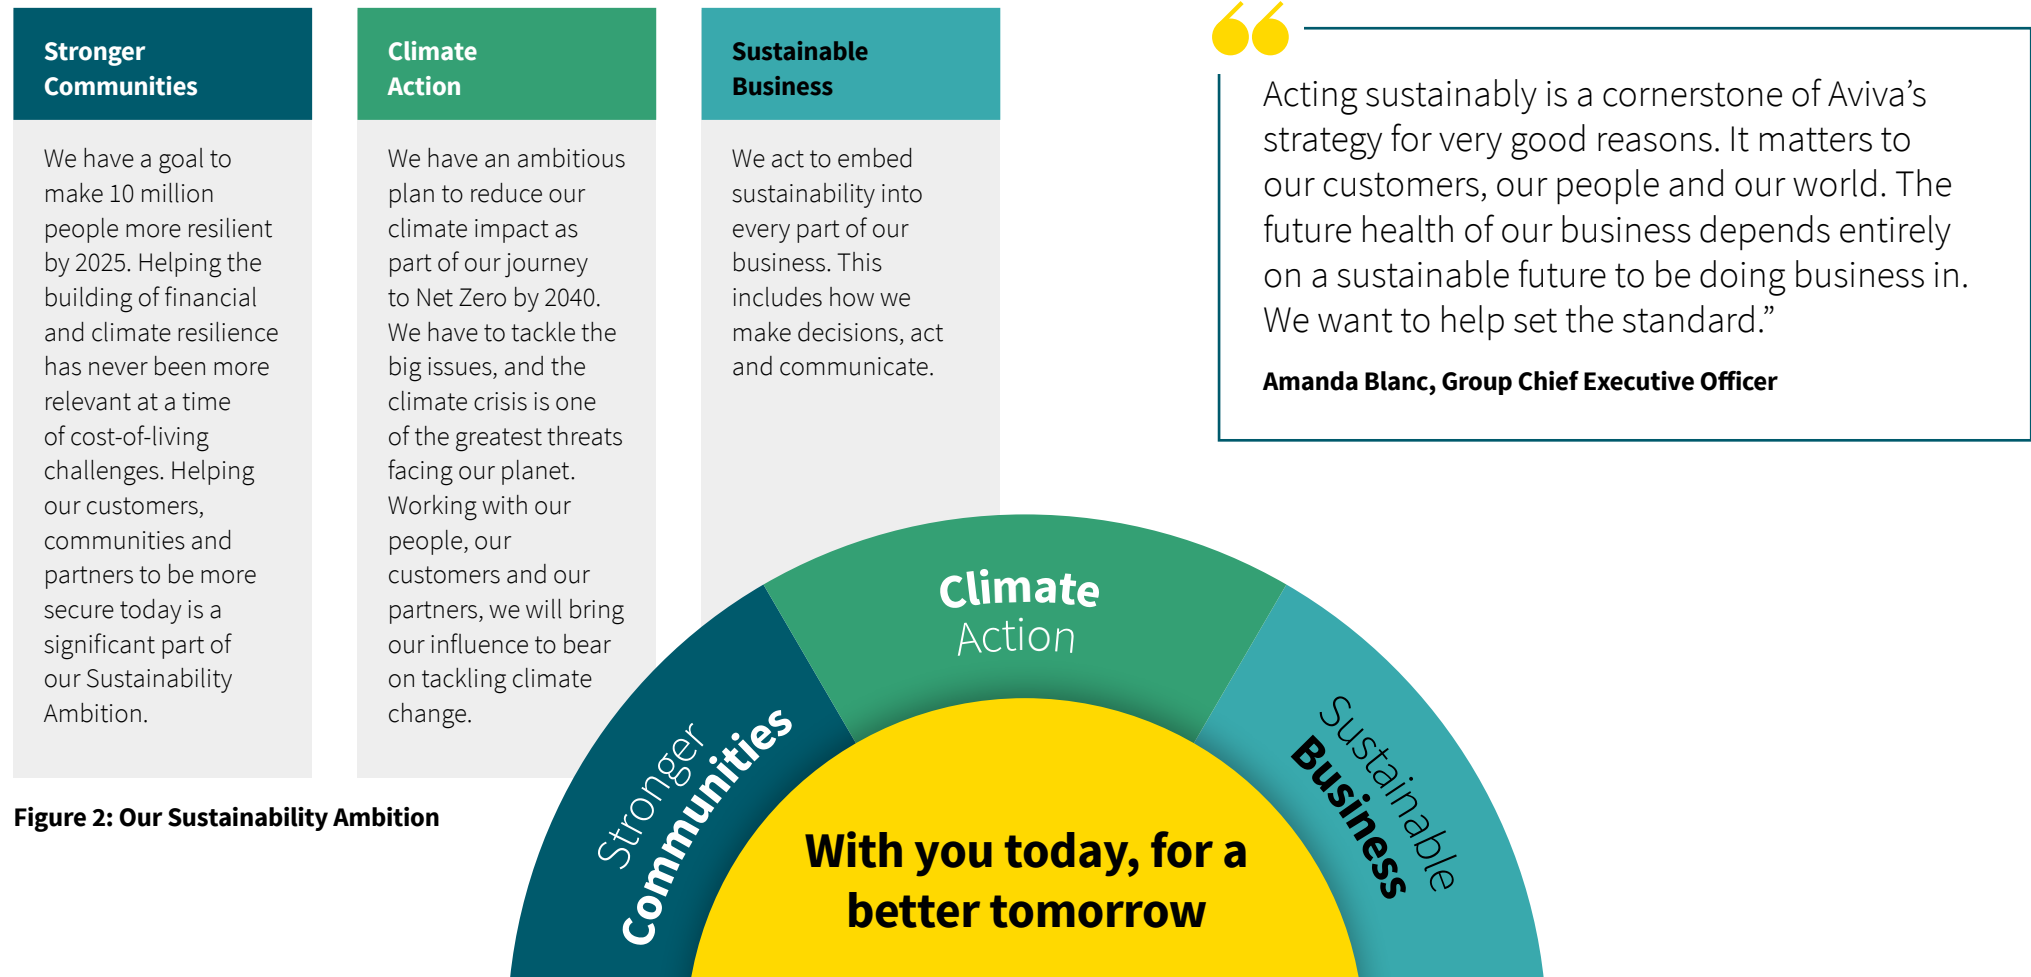 Stronger
Communities
We have a goal to
make 10 million
people more resilient
by 2025. Helping the
building of financial
and climate resilience
has never been more
relevant at a time
of cost-of-living
challenges. Helping
our customers,
communities and
partners to be more
secure today is a
significant part of
our Sustainability
Ambition.
Climate
Action
We have an ambitious
plan to reduce our
climate impact as
part of our journey
to Net Zero by 2040.
We have to tackle the
big issues, and the
climate crisis is one
of the greatest threats
facing our planet.
Working with our
people, our
customers and our
partners, we will bring
our influence to bear
on tackling climate
change.
Sustainable
Business
We act to embed
sustainability into
every part of our
business. This
includes how we
make decisions, act
and communicate.
“
Acting sustainably is a cornerstone of Aviva’s
strategy for very good reasons. It matters to
our customers, our people and our world. The
future health of our business depends entirely
on a sustainable future to be doing business in.
We want to help set the standard.”
Amanda Blanc, Group Chief Executive Officer
Figure 2: Our Sustainability Ambition
Stronger
Communities
Climate
Action
Sustainable
Business
With you today, for a
better tomorrow